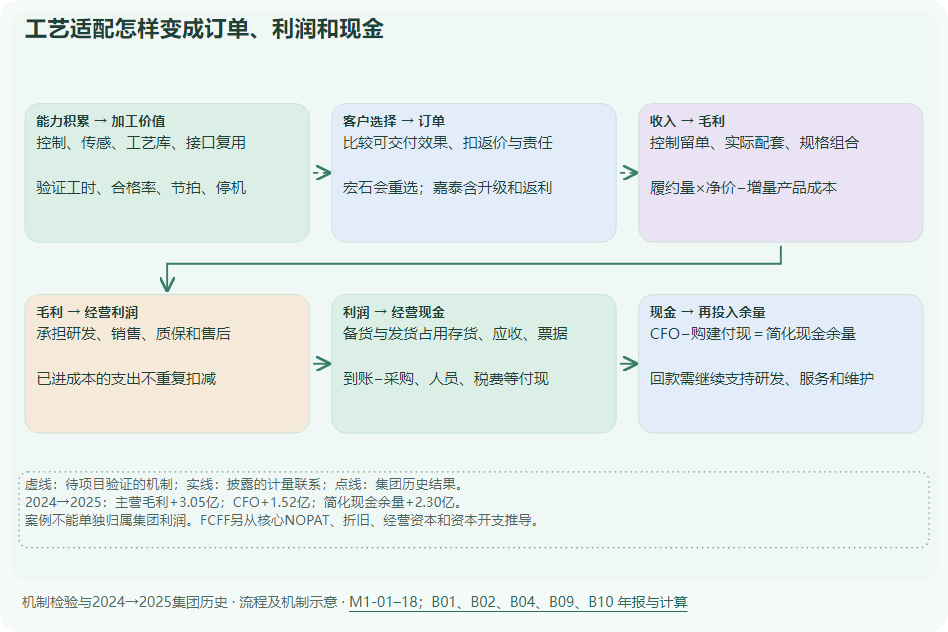 工艺适配怎样变成订单、利润和现金
能力积累 → 加工价值
控制、传感、工艺库、接口复用
验证工时、合格率、节拍、停机
客户选择 → 订单
比较可交付效果、扣返价与责任
宏石会重选；嘉泰含升级和返利
收入 → 毛利
控制留单、实际配套、规格组合
履约量×净价−增量产品成本
毛利 → 经营利润
承担研发、销售、质保和售后
已进成本的支出不重复扣减
利润 → 经营现金
备货与发货占用存货、应收、票据
到账−采购、人员、税费等付现
现金 → 再投入余量
CFO−购建付现＝简化现金余量
回款需继续支持研发、服务和维护
虚线：待项目验证的机制；实线：披露的计量联系；点线：集团历史结果。
2024→2025：主营毛利+3.05亿；CFO+1.52亿；简化现金余量+2.30亿。
案例不能单独归属集团利润。FCFF另从核心NOPAT、折旧、经营资本和资本开支推导。
机制检验与2024→2025集团历史 · 流程及机制示意 · M1-01–18；B01、B02、B04、B09、B10 年报与计算